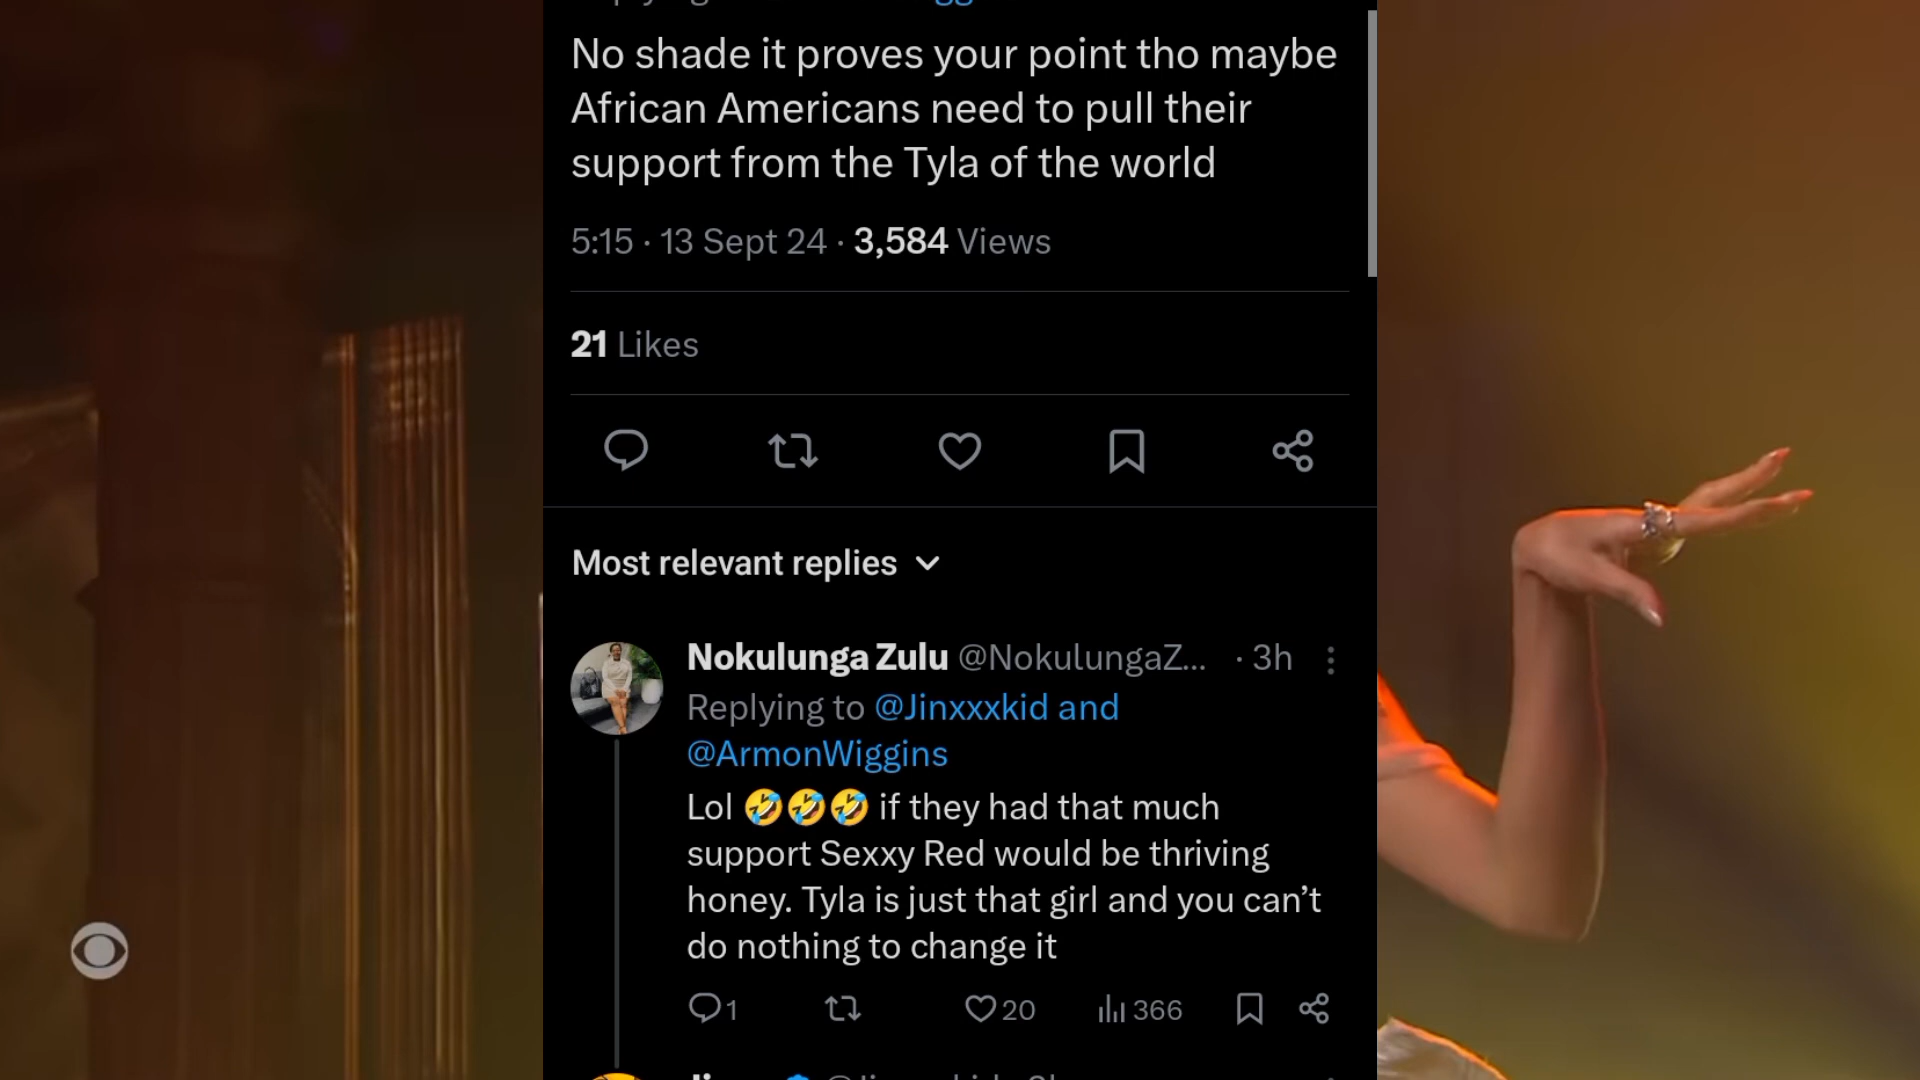 No shade it proves your point tho maybe
African Americans need to pull their
support from the Tyla of the world
5:15 · 13 Sept 24 · 3,584 Views
21 Likes
Most relevant replies
Nokulunga Zulu @NokulungaZ... · 3h
Replying to @Jinxxxkid and
@ArmonWiggins
Lol 🤣🤣🤣 if they had that much
support Sexxy Red would be thriving
honey. Tyla is just that girl and you can’t
do nothing to change it
1 20 366